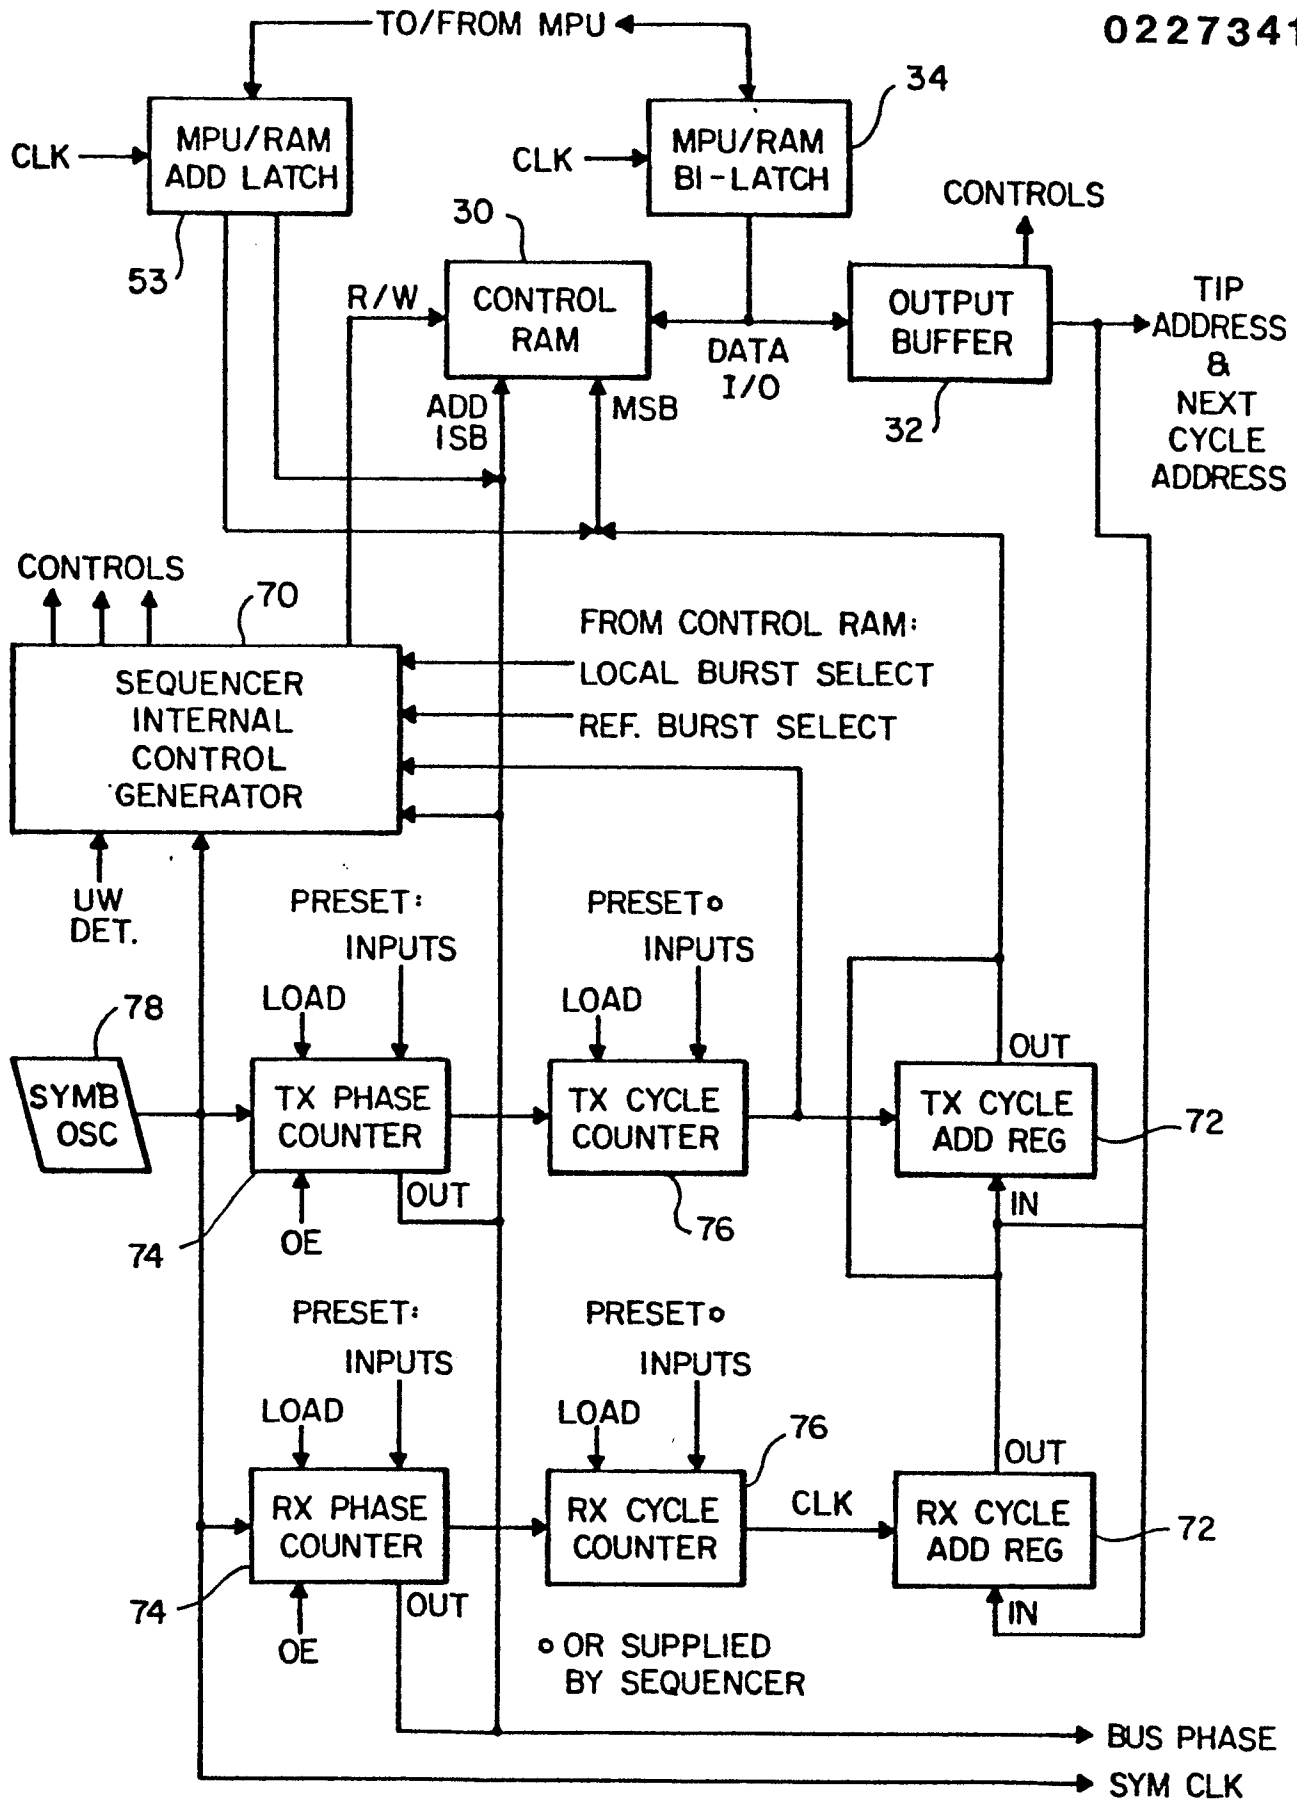 0227341
TO/FROM MPU
34
CLK
MPU/RAM
ADD LATCH
CLK
MPU/RAM
BI-LATCH
CONTROLS
53
30
R/W
CONTROL
RAM
DATA
I/O
OUTPUT
BUFFER
TIP
ADDRESS
&
NEXT
CYCLE
ADDRESS
ADD
ISB
MSB
32
CONTROLS
70
SEQUENCER
INTERNAL
CONTROL
GENERATOR
FROM CONTROL RAM:
LOCAL BURST SELECT
REF. BURST SELECT
UW
DET.
PRESET:
INPUTS
LOAD
PRESET°
INPUTS
LOAD
78
SYMB
OSC
TX PHASE
COUNTER
TX CYCLE
COUNTER
OUT
TX CYCLE
ADD REG
72
74
OE
OUT
76
IN
PRESET:
INPUTS
LOAD
PRESET°
INPUTS
LOAD
76
OUT
RX PHASE
COUNTER
RX CYCLE
COUNTER
CLK
RX CYCLE
ADD REG
72
74
OE
OUT
IN
° OR SUPPLIED
BY SEQUENCER
BUS PHASE
SYM CLK